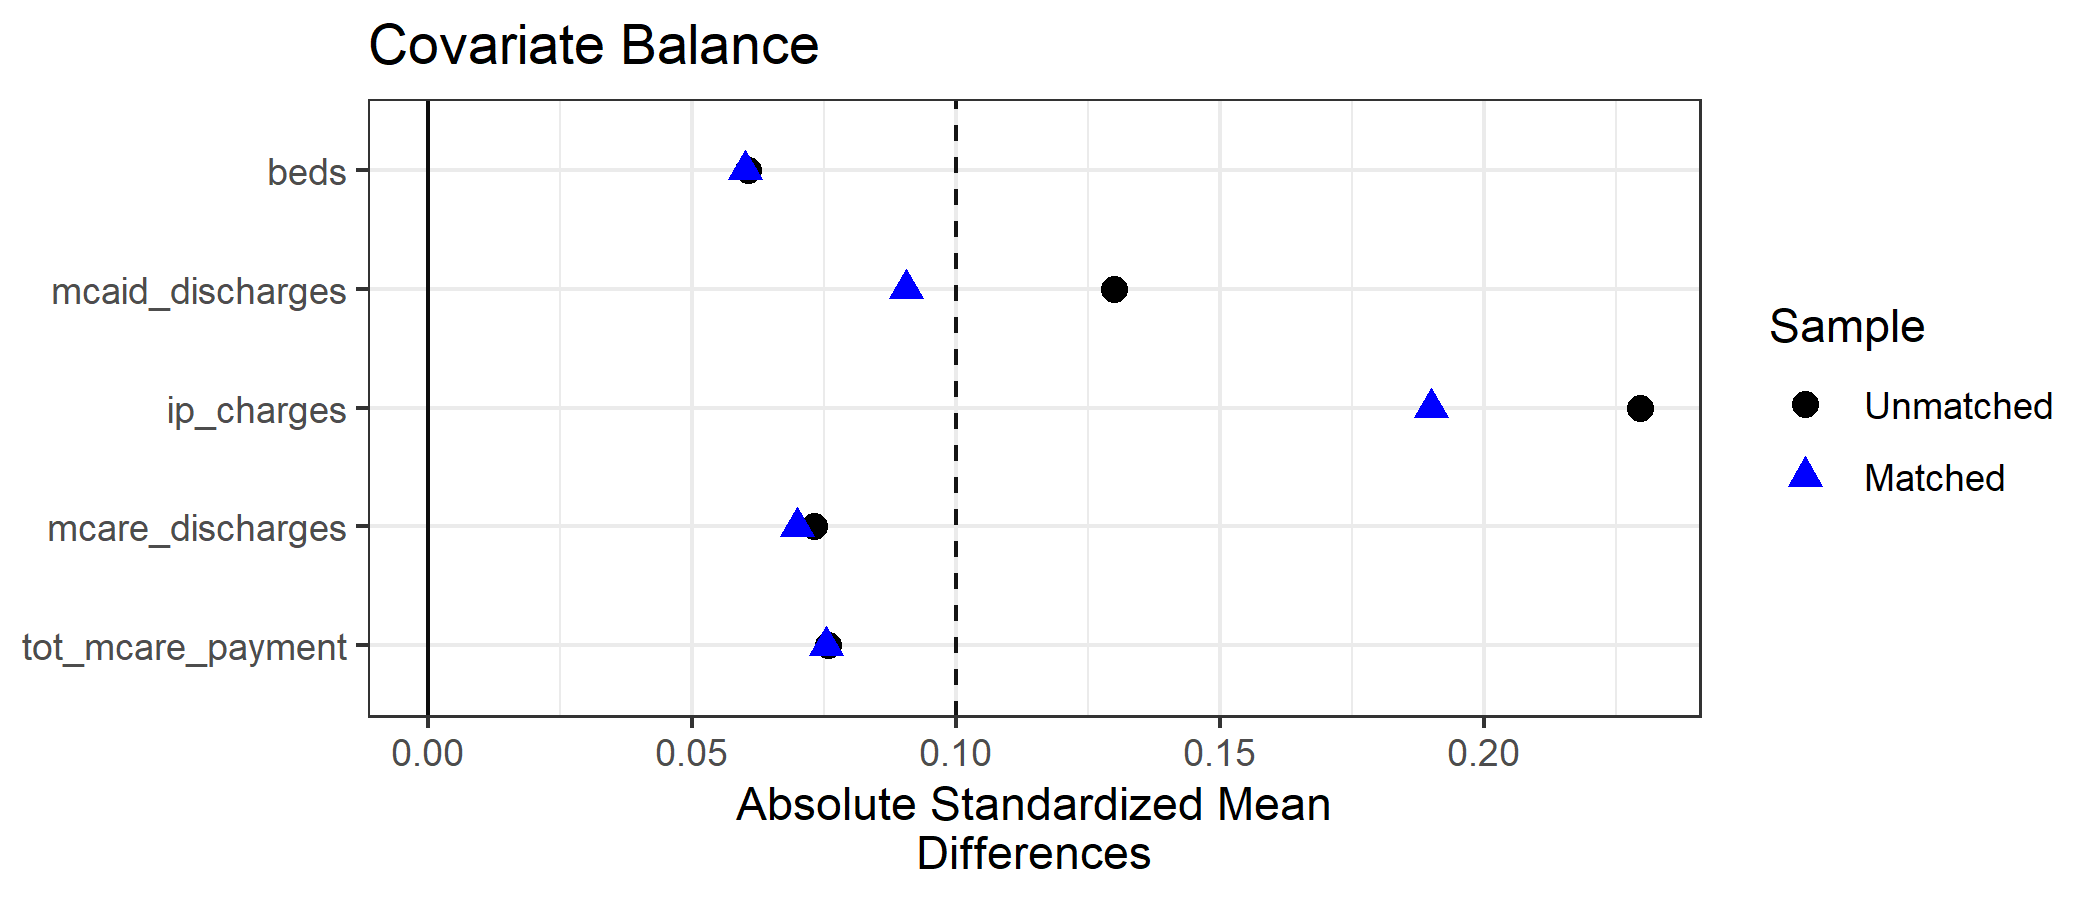 Covariate Balance
beds
mcaid_discharges
ip_charges
mcare_discharges
tot_mcare_payment
0.00 0.05 0.10 0.15 0.20
Absolute Standardized Mean
Differences
Sample
Unmatched
Matched